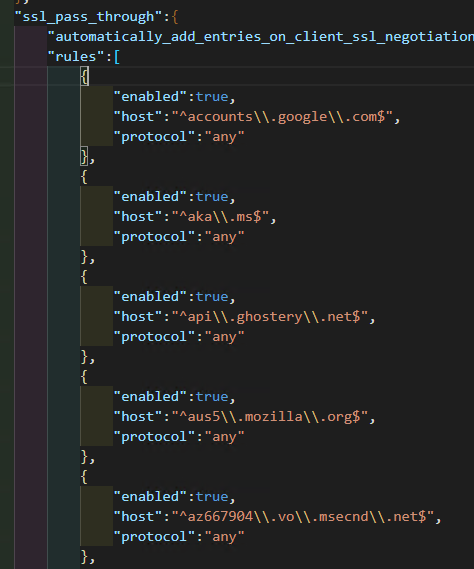 },
"ssl_pass_through":{
"automatically_add_entries_on_client_ssl_negotiation
"rules":[
{
"enabled":true,
"host":"^accounts\\.google\\.com$",
"protocol":"any"
},
{
"enabled":true,
"host":"^aka\\.ms$",
"protocol":"any"
},
{
"enabled":true,
"host":"^api\\.ghostery\\.net$",
"protocol":"any"
},
{
"enabled":true,
"host":"^aus5\\.mozilla\\.org$",
"protocol":"any"
},
{
"enabled":true,
"host":"^az667904\\.vo\\.msecnd\\.net$",
"protocol":"any"
},